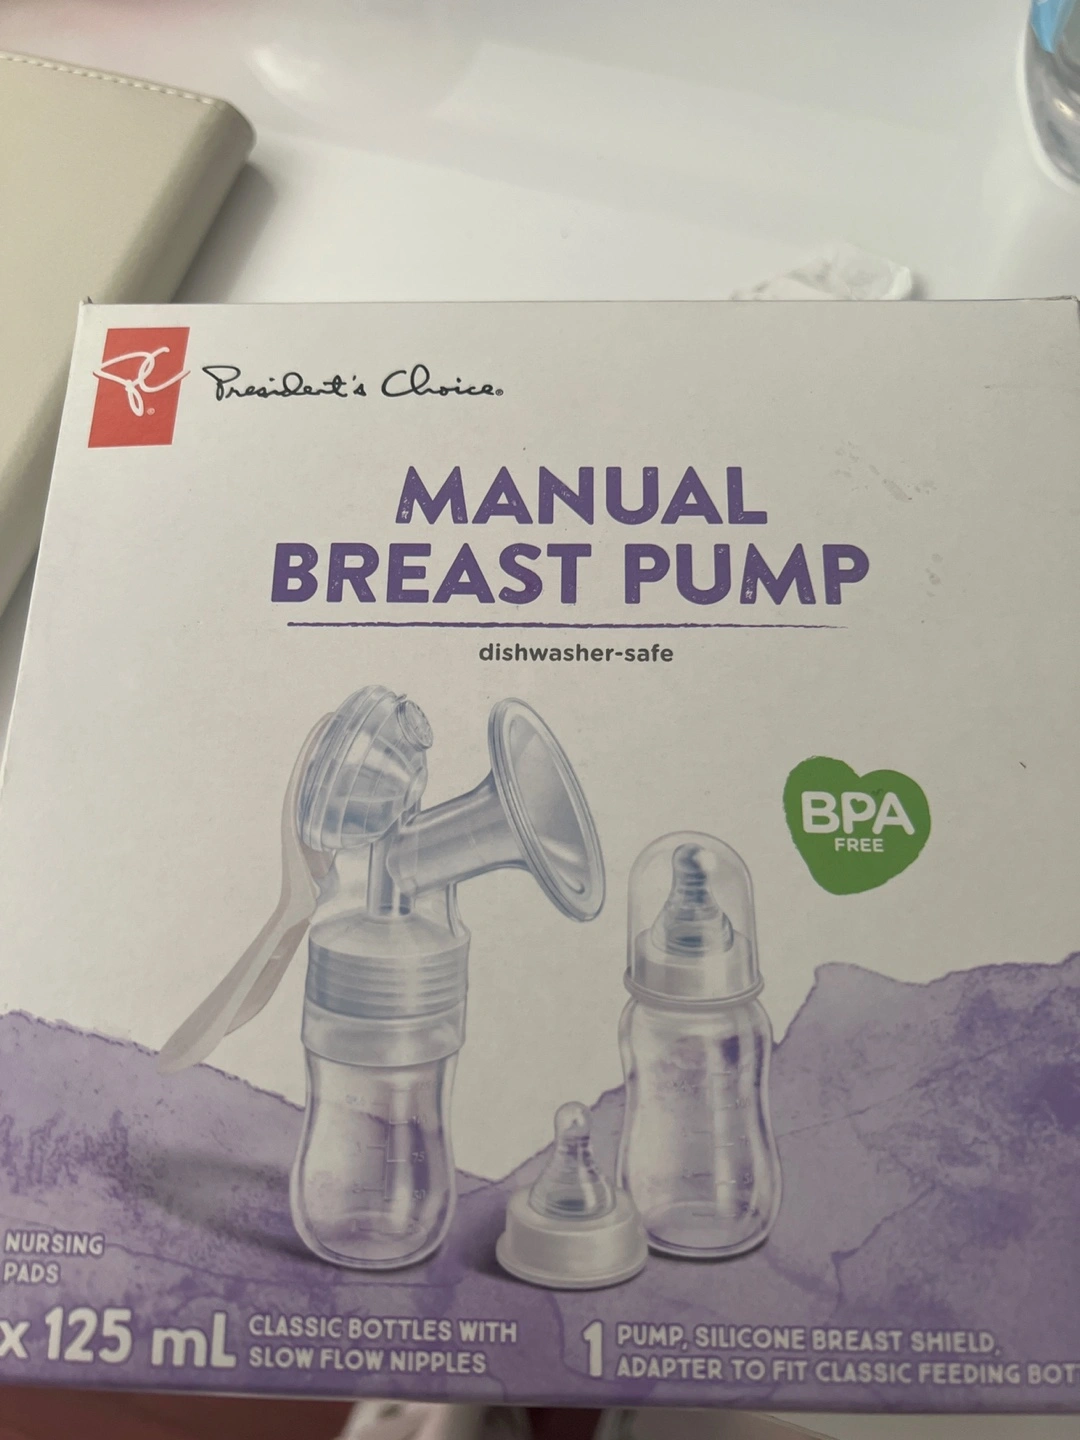 President's Choice®
MANUAL
BREAST PUMP
dishwasher-safe
BPA
FREE
NURSING
PADS
x 125 mL
CLASSIC BOTTLES WITH
SLOW FLOW NIPPLES
1
PUMP, SILICONE BREAST SHIELD,
ADAPTER TO FIT CLASSIC FEEDING